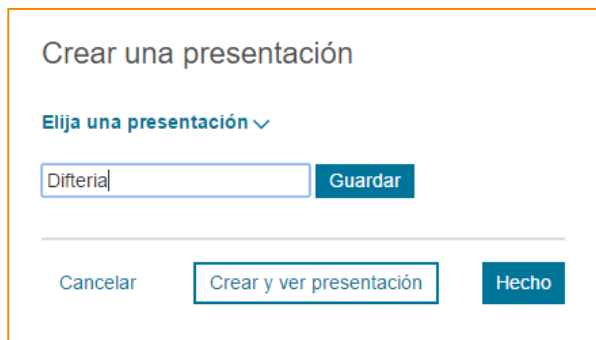 Crear una presentación
Elija una presentación
Difteria Guardar
Cancelar Crear y ver presentación Hecho